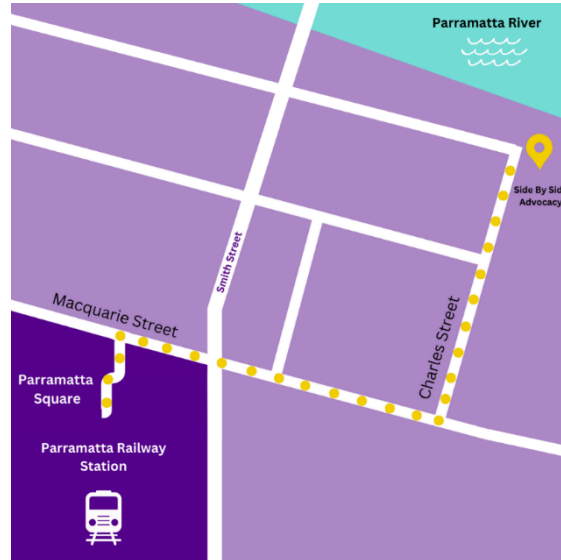 Parramatta River
Side By Sid
Advocacy
Smith Street
Macquarie Street
Charles Street
Parramatta
Square
Parramatta Railway
Station